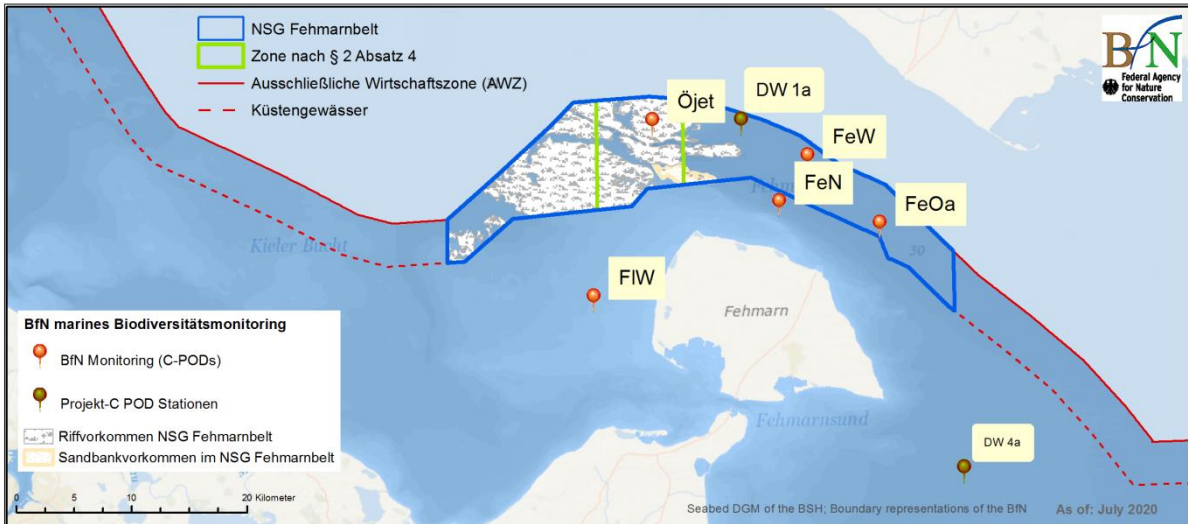 NSG Fehmarnbelt
Zone nach § 2 Absatz 4
Ausschließliche Wirtschaftszone (AWZ)
Küstengewässer
BfN
Federal Agency
for Nature
Conservation
Öjet
DW 1a
FeW
FeN
FeOa
Kieler Bucht
30
FlW
Fehmarn
Fehmarnsund
DW 4a
BfN marines Biodiversitätsmonitoring
BfN Monitoring (C-PODs)
Projekt-C POD Stationen
Riffvorkommen NSG Fehmarnbelt
Sandbankvorkommen im NSG Fehmarnbelt
0 5 10 20 Kilometer
Seabed DGM of the BSH; Boundary representations of the BfN As of: July 2020